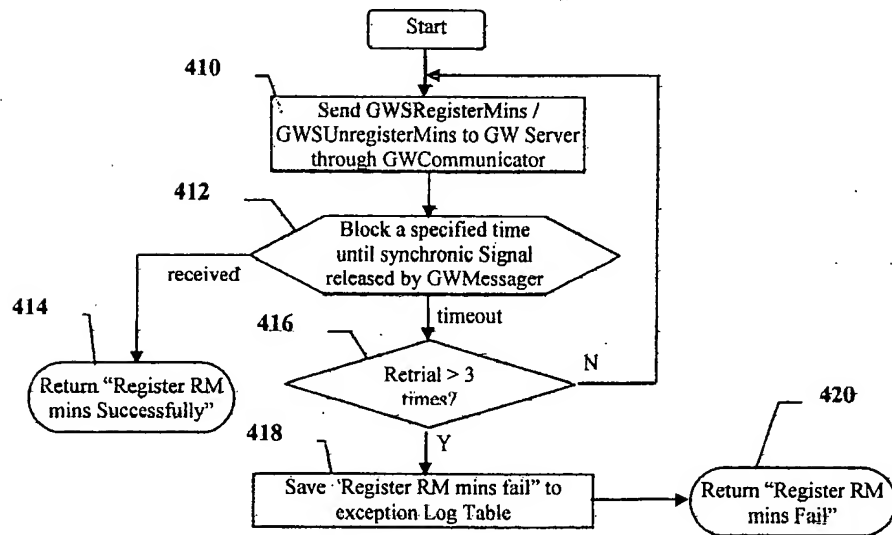 Start
410
Send GWSRegisterMins /
GWSUnregisterMins to GW Server
through GWCommunicator
412
Block a specified time
until synchronic Signal
released by GWMessager
received
414
timeout
416
Return “Register RM
mins Successfully”
Retrial > 3
times?
N
420
418
Y
Save “Register RM mins fail” to
exception Log Table
Return “Register RM
mins Fail”